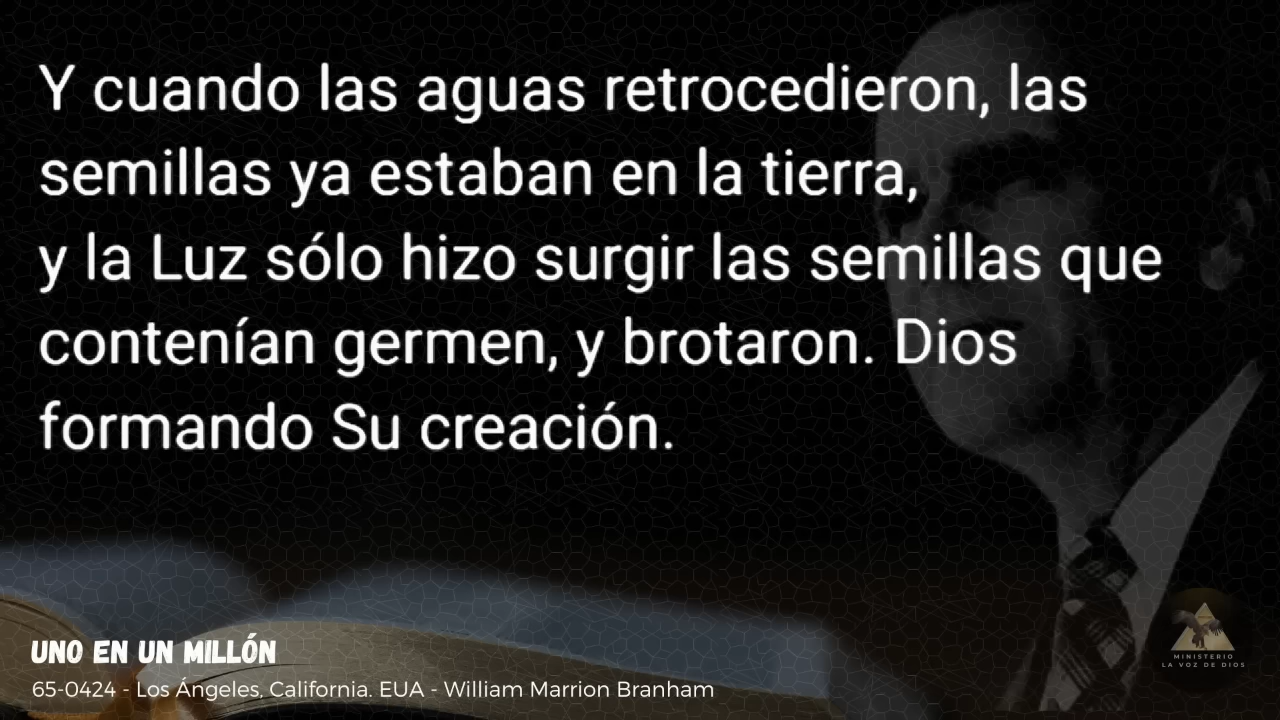 Y cuando las aguas retrocedieron, las
semillas ya estaban en la tierra,
y la Luz sólo hizo surgir las semillas que
contenían germen, y brotaron. Dios
formando Su creación.
UNO EN UN MILLÓN
65-0424 - Los Ángeles, California. EUA - William Marrion Branham
MINISTERIO
LA VOZ DE DIOS